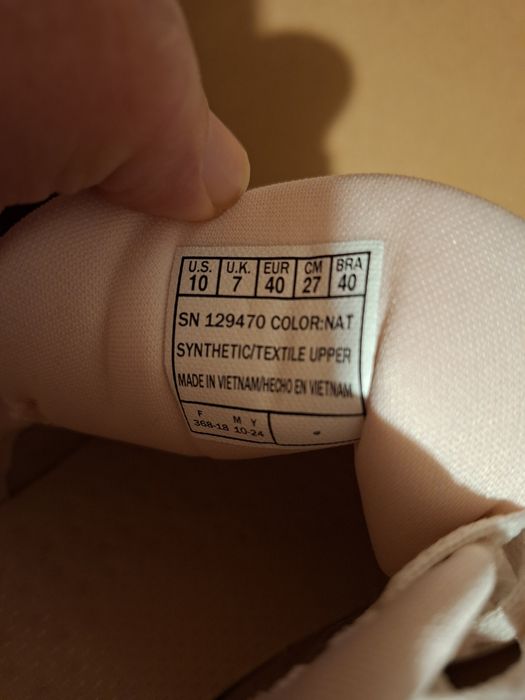 U.S. U.K. EUR CM BRA
10 7 40 27 40
SN 129470 COLOR:NAT
SYNTHETIC/TEXTILE UPPER
MADE IN VIETNAM/HECHO EN VIETNAM
F M Y
368-18 10-24